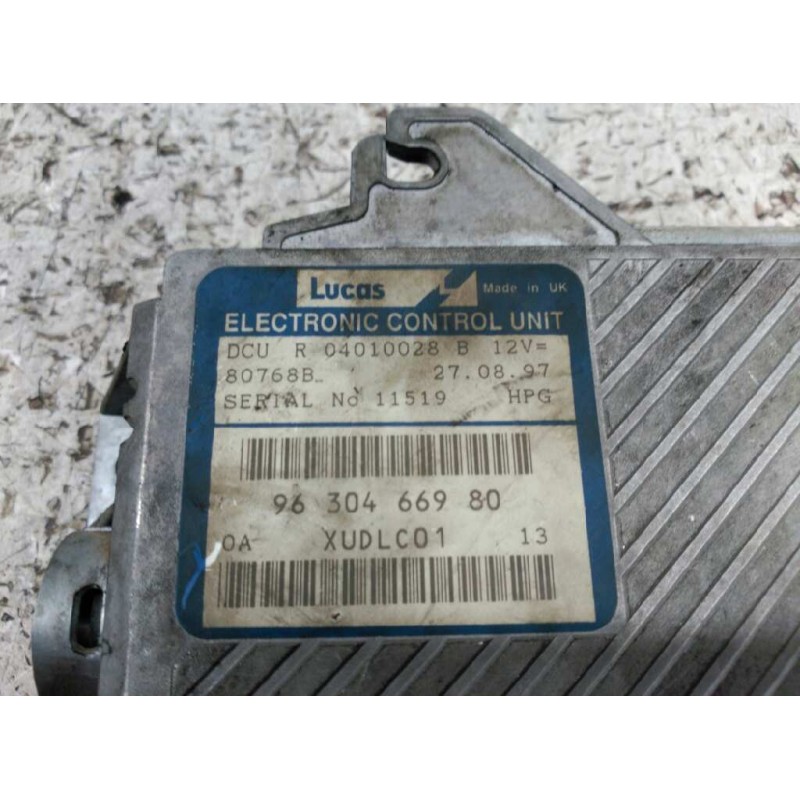 Lucas Made in UK
ELECTRONIC CONTROL UNIT
DCU R 04010028 B 12V=
80768B 27.08.97
SERIAL No 11519 HPG
96 304 669 80
0A XUDLC01 13